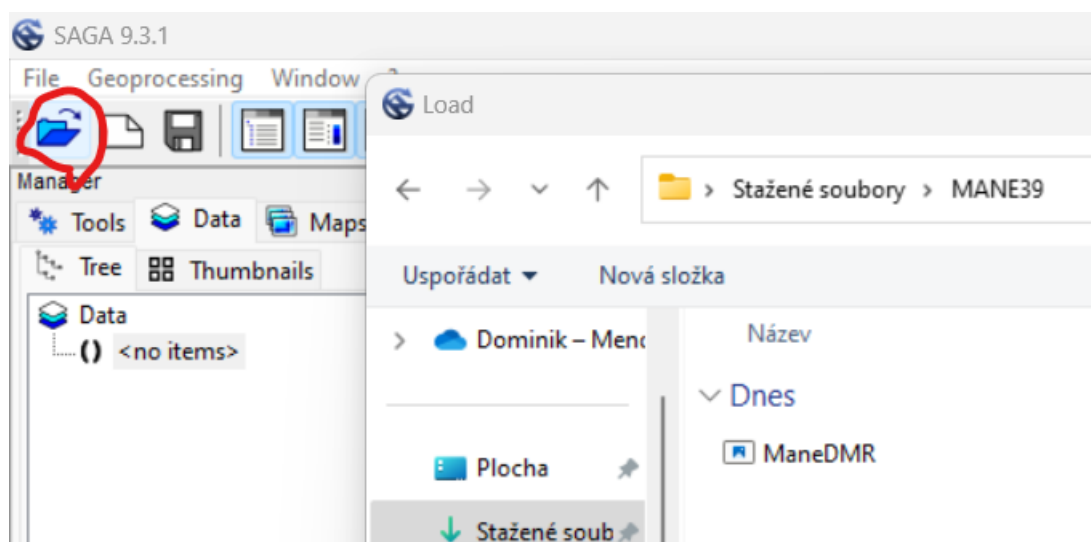 SAGA 9.3.1
File Geoprocessing Window
Load
Manager
Stažené soubory > MANE39
Tools Data Maps
Tree Thumbnails
Uspořádat Nová složka
Data
<no items>
Dominik – Mend
Název
Dnes
ManeDMR
Plocha
Stažené soub